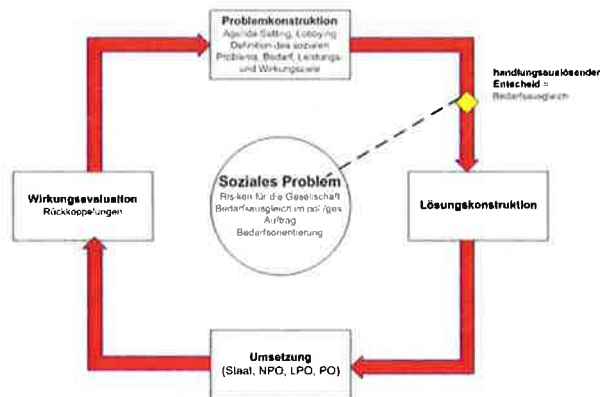 Problemkonstruktion
Agenda Setting, Lobbying
Definition des sozialen
Problems, Bedarf, Leistungs-
und Wirkungsziele
handlungsauslösender
Entscheid =
Bedarfsausgleich
Soziales Problem
Risiken für die Gesellschaft
Bedarfsausgleich im pol./ges.
Auftrag
Bedarfsorientierung
Wirkungsevaluation
Rückkoppelungen
Lösungskonstruktion
Umsetzung
(Staat, NPO, LPO, PO)